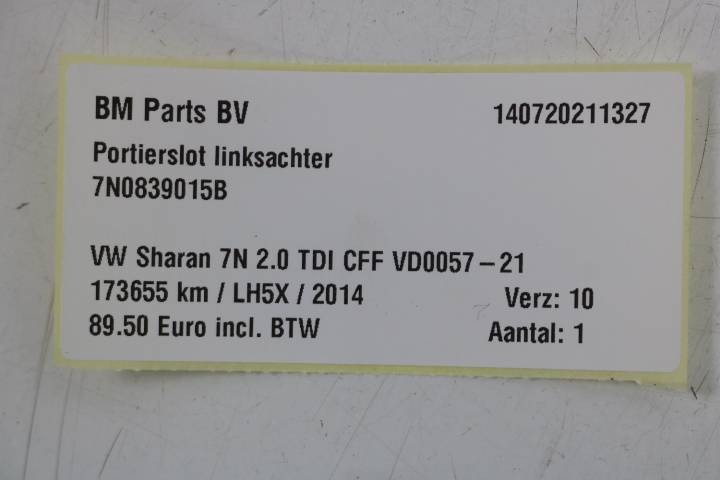 BM Parts BV 140720211327
Portierslot linksachter
7N0839015B
VW Sharan 7N 2.0 TDI CFF VD0057-21
173655 km / LH5X / 2014 Verz: 10
89.50 Euro incl. BTW Aantal: 1